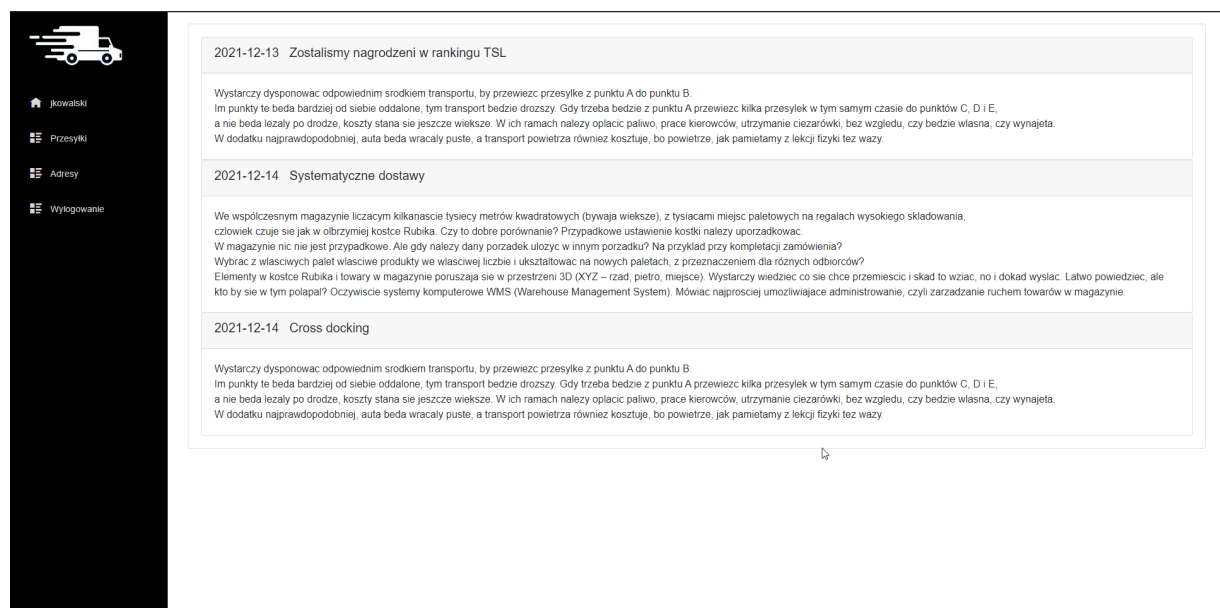 jkowalski
Przesyłki
Adresy
Wylogowanie
2021-12-13 Zostalismy nagrodzeni w rankingu TSL
Wystarczy dysponowac odpowiednim srodkiem transportu, by przewiezc przesylke z punktu A do punktu B.
Im punkty te beda bardziej od siebie oddalone, tym transport bedzie drozszy. Gdy trzeba bedzie z punktu A przewiezc kilka przesylek w tym samym czasie do punktów C, D i E,
a nie beda lezaly po drodze, koszty stana sie jeszcze wieksze. W ich ramach nalezy oplacic paliwo, prace kierowców, utrzymanie ciezarówki, bez wzgledu, czy bedzie wlasna, czy wynajeta.
W dodatku najprawdopodobniej, auta beda wracaly puste, a transport powietrza równiez kosztuje, bo powietrze, jak pamietamy z lekcji fizyki tez wazy.
2021-12-14 Systematyczne dostawy
We wspólczesnym magazynie liczacym kilkanascie tysiecy metrów kwadratowych (bywaja wieksze), z tysiacami miejsc paletowych na regalach wysokiego skladowania,
czlowiek czuje sie jak w olbrzymiej kostce Rubika. Czy to dobre porównanie? Przypadkowe ustawienie kostki nalezy uporzadkowac.
W magazynie nic nie jest przypadkowe. Ale gdy nalezy dany porzadek ulozyc w innym porzadku? Na przyklad przy kompletacji zamówienia?
Wybrac z wlasciwych palet wlasciwe produkty we wlasciwej liczbie i uksztaltowac na nowych paletach, z przeznaczeniem dla róznych odbiorców?
Elementy w kostce Rubika i towary w magazynie poruszaja sie w przestrzeni 3D (XYZ – rzad, pietro, miejsce). Wystarczy wiedziec co sie chce przemiescic i skad to wziac, no i dokad wyslac. Latwo powiedziec, ale
kto by sie w tym polapal? Oczywiscie systemy komputerowe WMS (Warehouse Management System). Mówiac najprosciej umozliwiajace administrowanie, czyli zarzadzanie ruchem towarów w magazynie.
2021-12-14 Cross docking
Wystarczy dysponowac odpowiednim srodkiem transportu, by przewiezc przesylke z punktu A do punktu B.
Im punkty te beda bardziej od siebie oddalone, tym transport bedzie drozszy. Gdy trzeba bedzie z punktu A przewiezc kilka przesylek w tym samym czasie do punktów C, D i E,
a nie beda lezaly po drodze, koszty stana sie jeszcze wieksze. W ich ramach nalezy oplacic paliwo, prace kierowców, utrzymanie ciezarówki, bez wzgledu, czy bedzie wlasna, czy wynajeta.
W dodatku najprawdopodobniej, auta beda wracaly puste, a transport powietrza równiez kosztuje, bo powietrze, jak pamietamy z lekcji fizyki tez wazy.